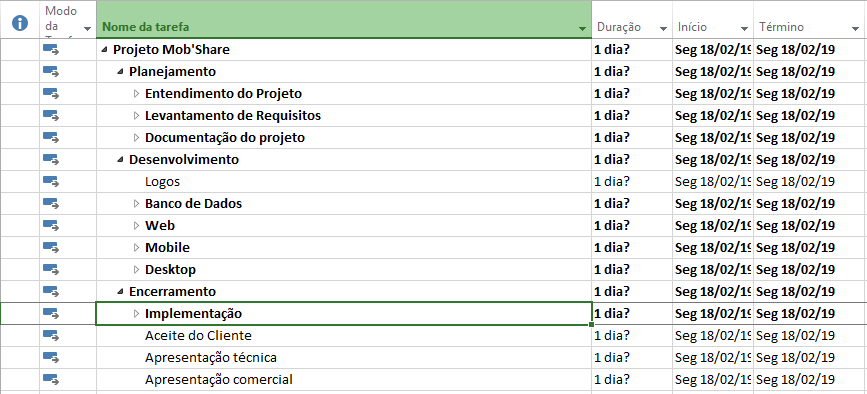 Modo da Nome da tarefa Duração Início Término
Projeto Mob'Share 1 dia? Seg 18/02/19 Seg 18/02/19
Planejamento 1 dia? Seg 18/02/19 Seg 18/02/19
Entendimento do Projeto 1 dia? Seg 18/02/19 Seg 18/02/19
Levantamento de Requisitos 1 dia? Seg 18/02/19 Seg 18/02/19
Documentação do projeto 1 dia? Seg 18/02/19 Seg 18/02/19
Desenvolvimento 1 dia? Seg 18/02/19 Seg 18/02/19
Logos 1 dia? Seg 18/02/19 Seg 18/02/19
Banco de Dados 1 dia? Seg 18/02/19 Seg 18/02/19
Web 1 dia? Seg 18/02/19 Seg 18/02/19
Mobile 1 dia? Seg 18/02/19 Seg 18/02/19
Desktop 1 dia? Seg 18/02/19 Seg 18/02/19
Encerramento 1 dia? Seg 18/02/19 Seg 18/02/19
Implementação 1 dia? Seg 18/02/19 Seg 18/02/19
Aceite do Cliente 1 dia? Seg 18/02/19 Seg 18/02/19
Apresentação técnica 1 dia? Seg 18/02/19 Seg 18/02/19
Apresentação comercial 1 dia? Seg 18/02/19 Seg 18/02/19